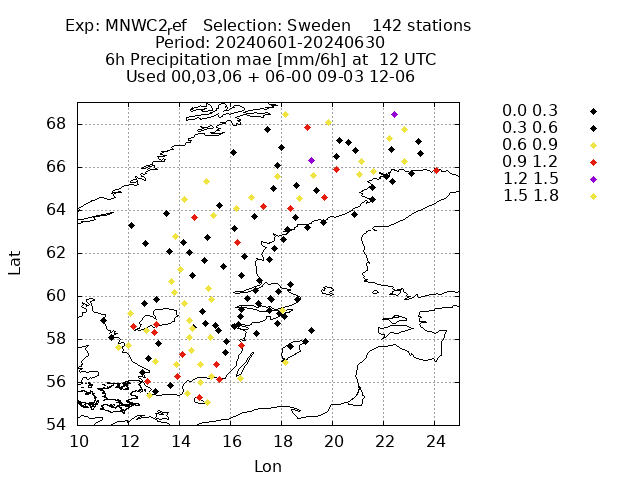 Exp: MNWC2ref   Selection: Sweden    142 stations
Period: 20240601-20240630
6h Precipitation mae [mm/6h] at  12 UTC
Used 00,03,06 + 06-00 09-03 12-06
0.0 0.3
0.3 0.6
0.6 0.9
0.9 1.2
1.2 1.5
1.5 1.8
68
66
64
62
60
58
56
54
Lat
10 12 14 16 18 20 22 24
Lon